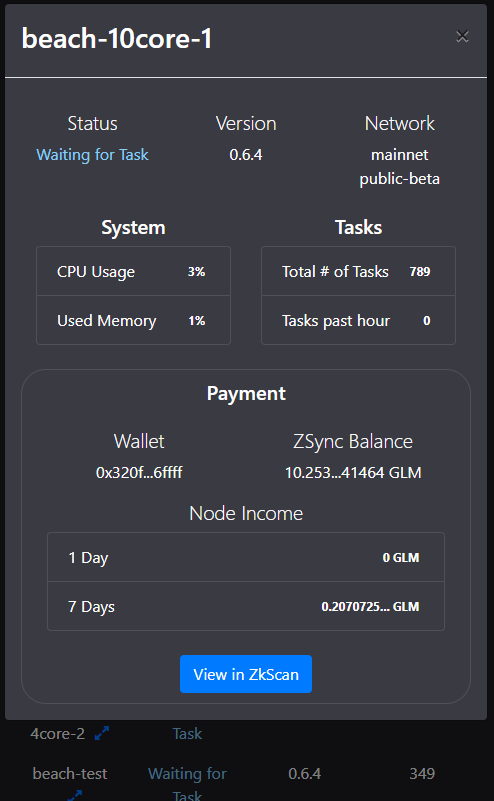 beach-10core-1
×
Status Version Network
Waiting for Task 0.6.4 mainnet
public-beta
System Tasks
CPU Usage 3% Total # of Tasks 789
Used Memory 1% Tasks past hour 0
Payment
Wallet ZSync Balance
0x320f...6ffff 10.253...41464 GLM
Node Income
1 Day 0 GLM
7 Days 0.2070725... GLM
View in ZkScan
4core-2 Task
beach-test Waiting for 0.6.4 349
Task